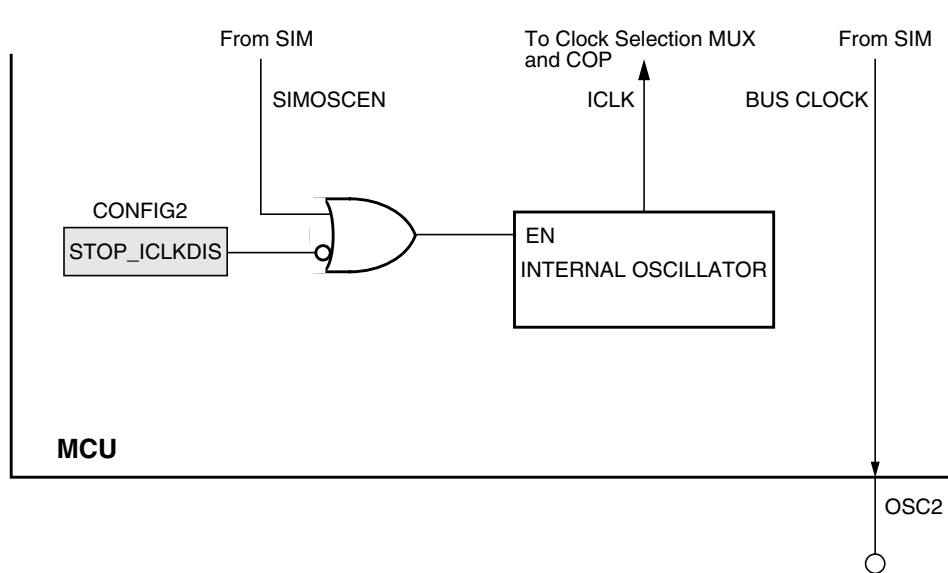 From SIM
To Clock Selection MUX
and COP
From SIM
SIMOSCEN
ICLK
BUS CLOCK
CONFIG2
STOP_ICLKDIS
EN
INTERNAL OSCILLATOR
MCU
OSC2